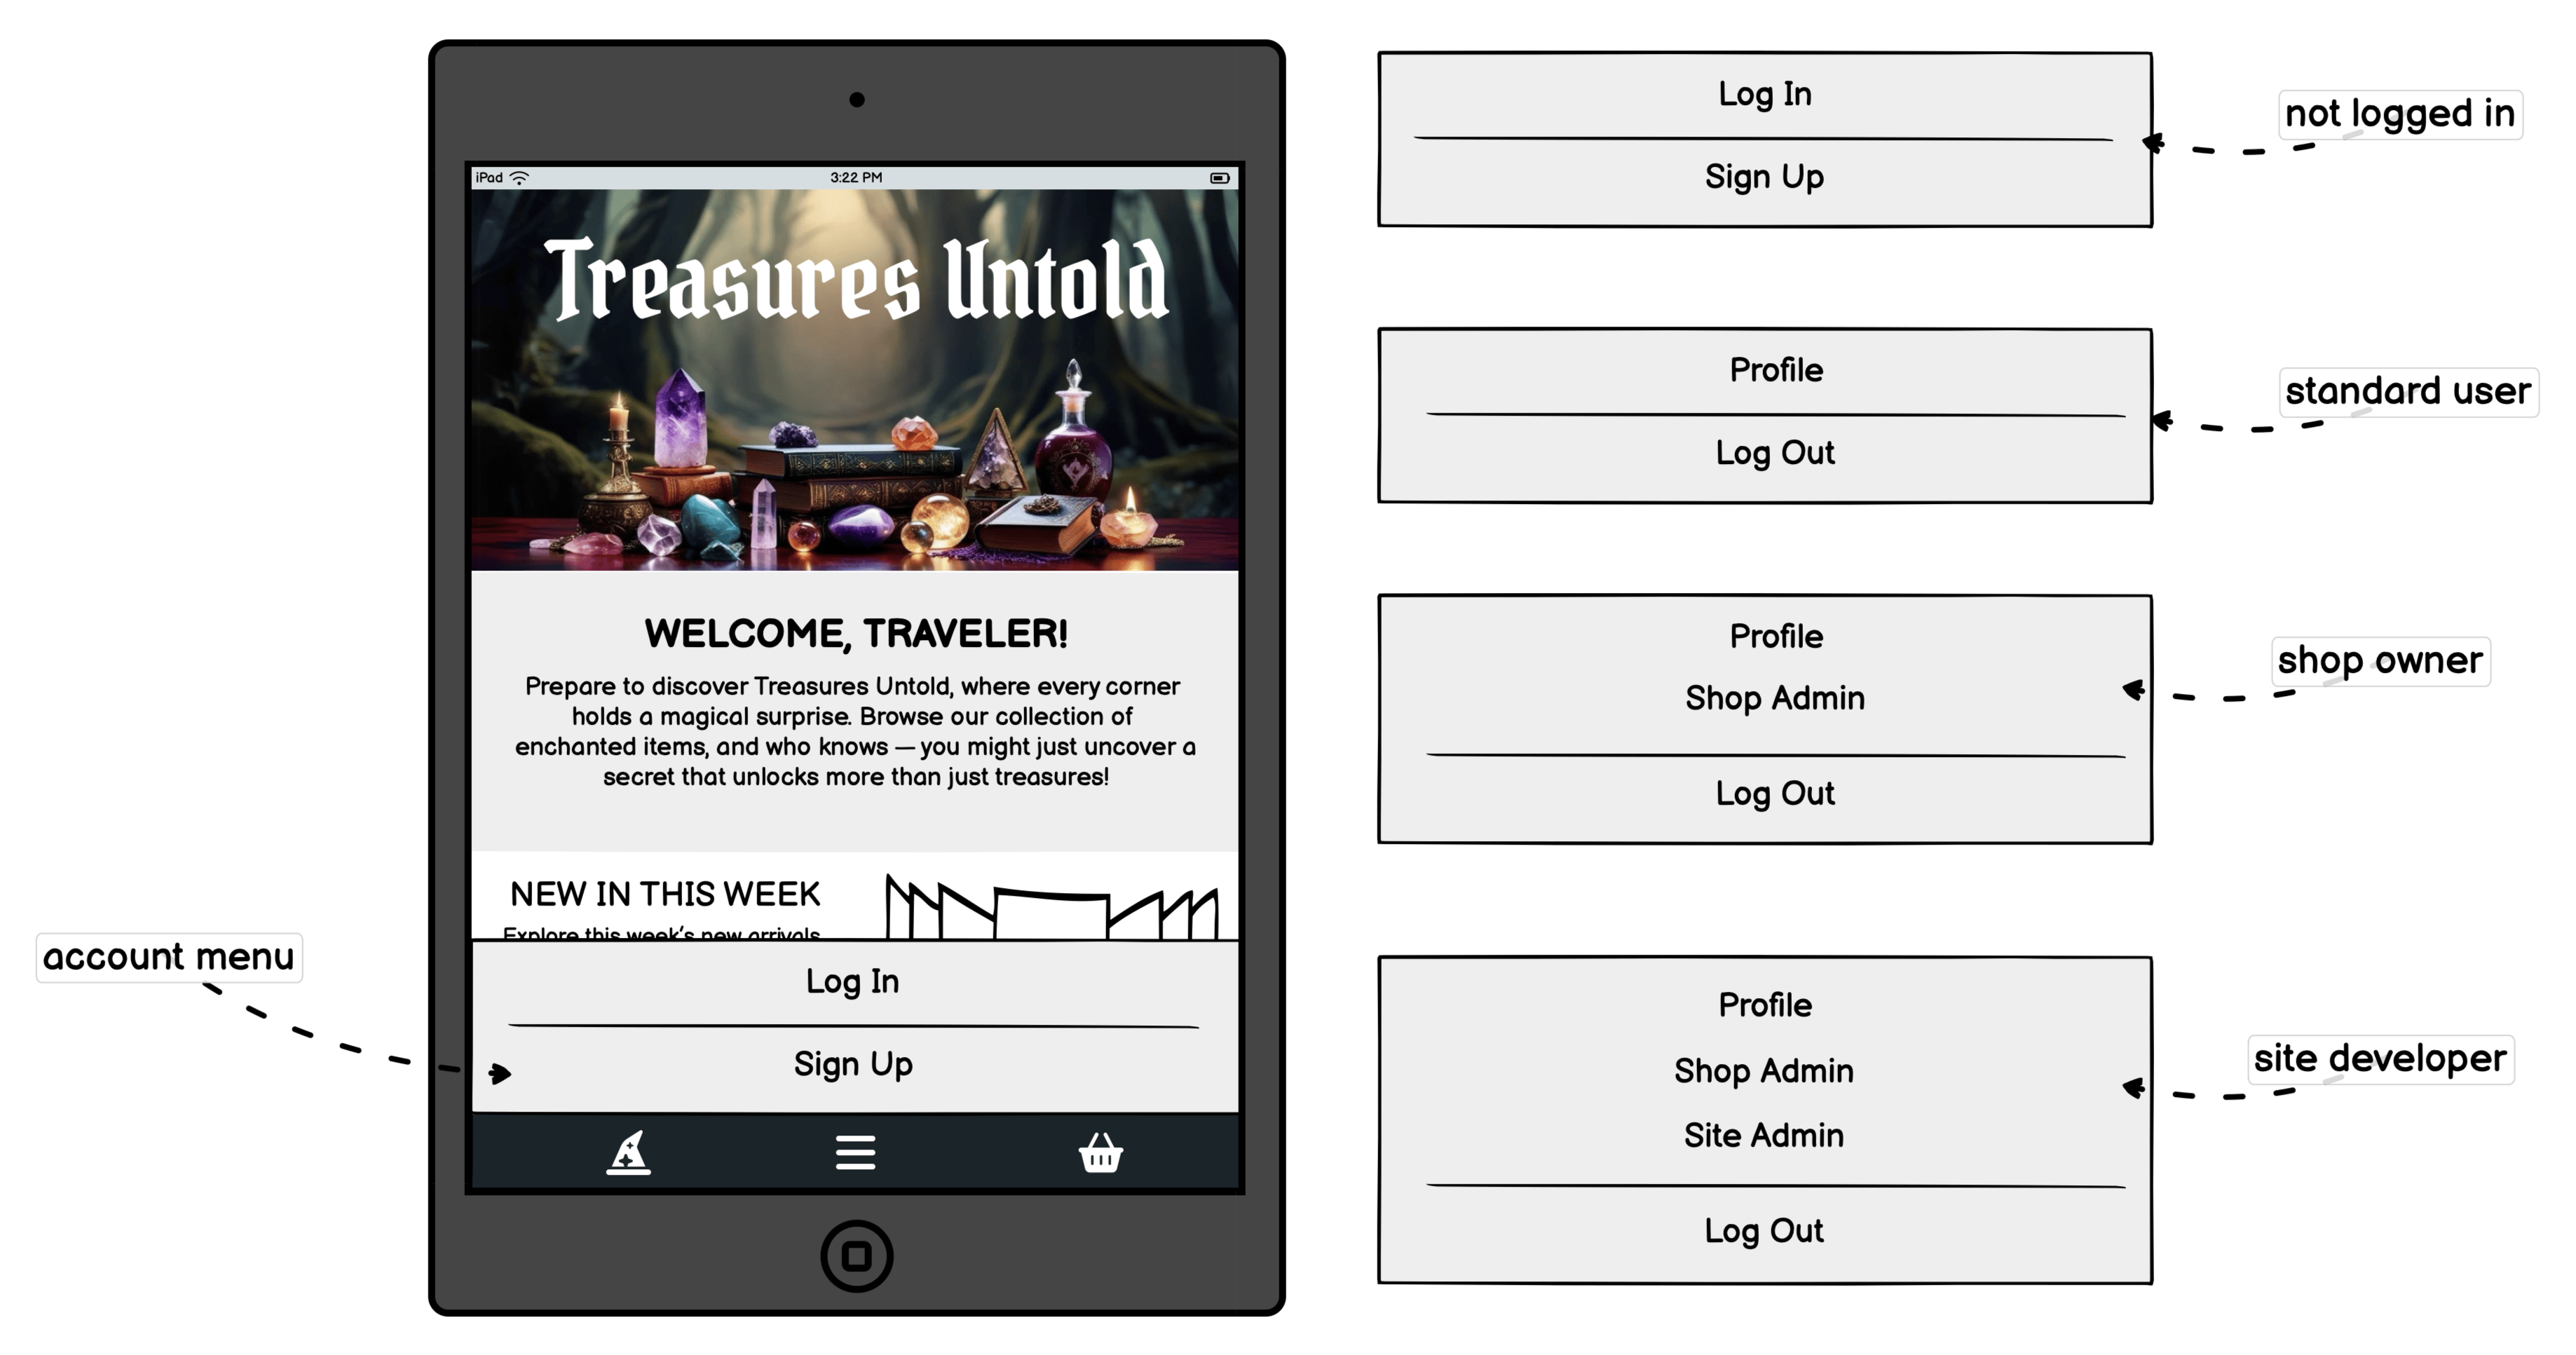 iPad
3:22 PM
Treasures Untold
WELCOME, TRAVELER!
Prepare to discover Treasures Untold, where every corner
holds a magical surprise. Browse our collection of
enchanted items, and who knows — you might just uncover a
secret that unlocks more than just treasures!
NEW IN THIS WEEK
Explore this week's new arrivals
Log In
Sign Up
account menu
Log In
Sign Up
not logged in
Profile
Log Out
standard user
Profile
Shop Admin
Log Out
shop owner
Profile
Shop Admin
Site Admin
Log Out
site developer